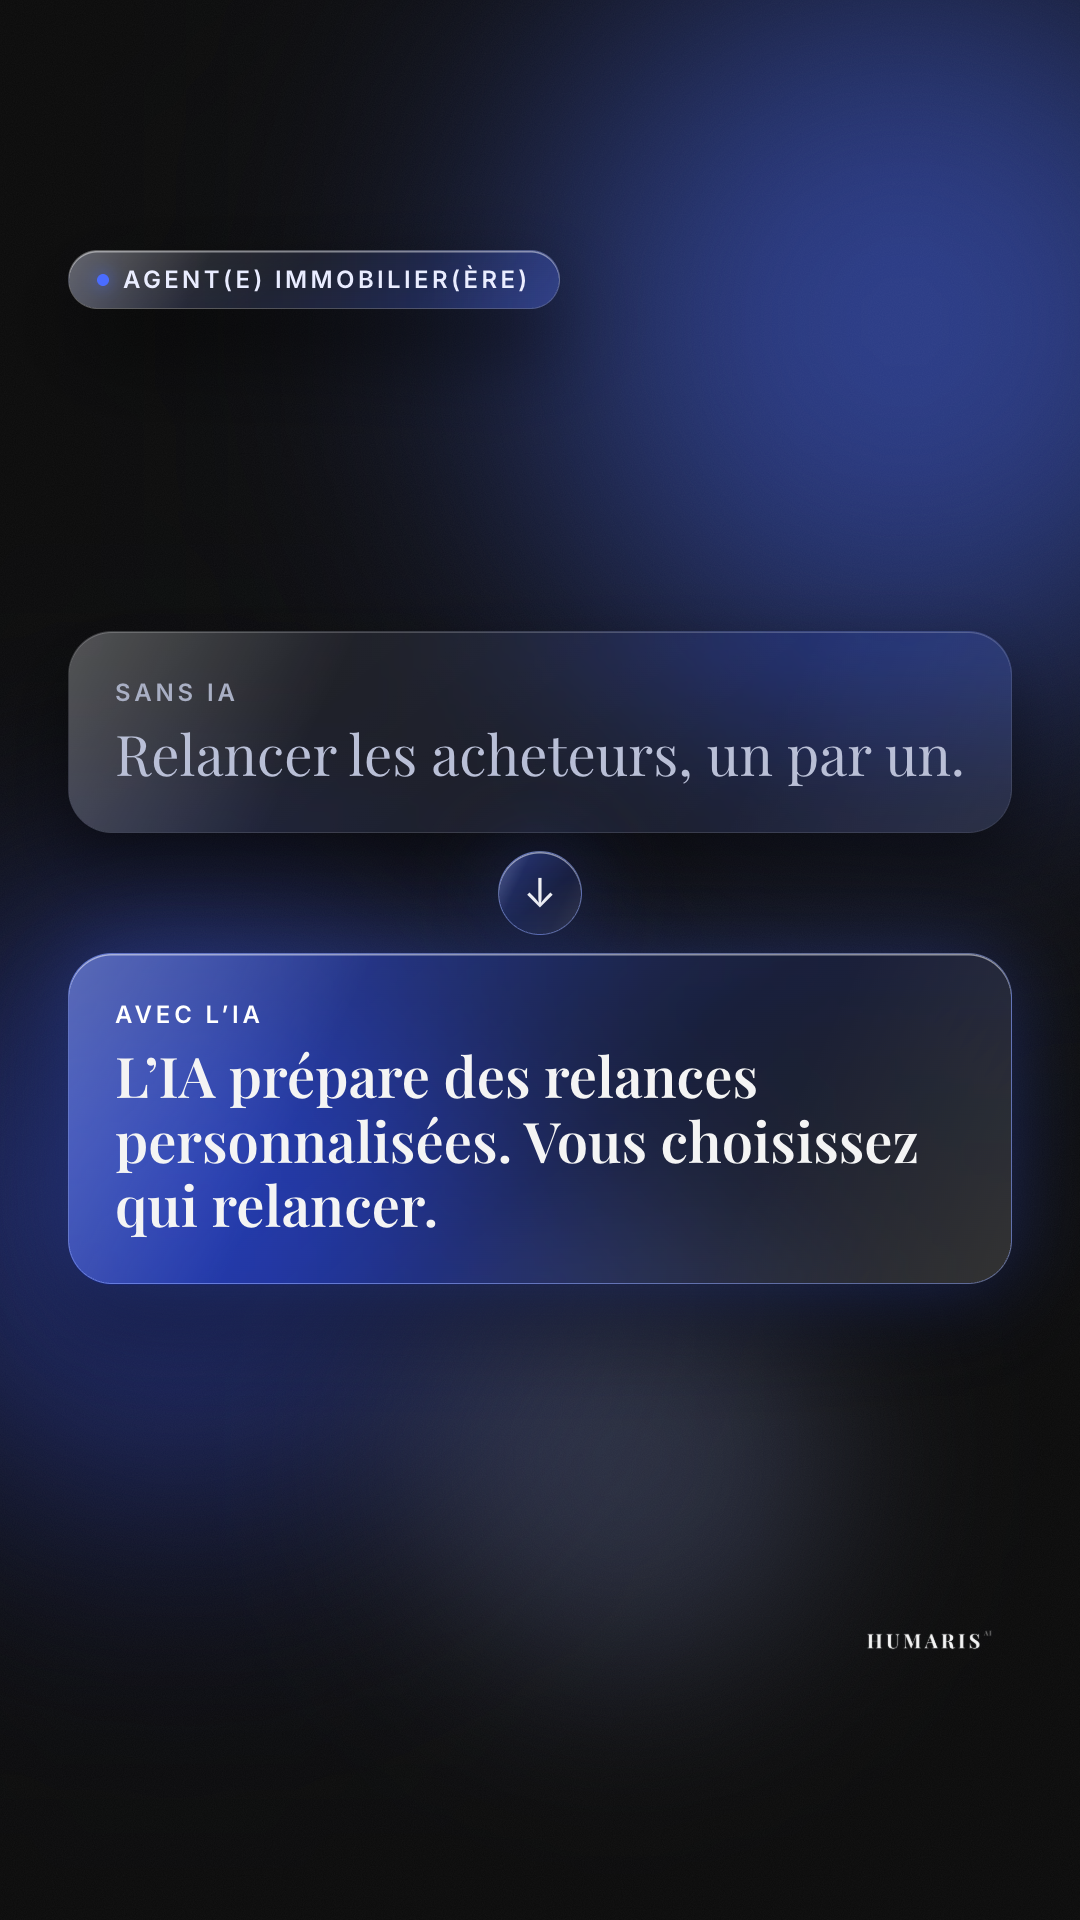 AGENT(E) IMMOBILIER(ÈRE)
SANS IA
Relancer les acheteurs, un par un.
AVEC L’IA
L’IA prépare des relances
personnalisées. Vous choisissez
qui relancer.
HUMARIS AI